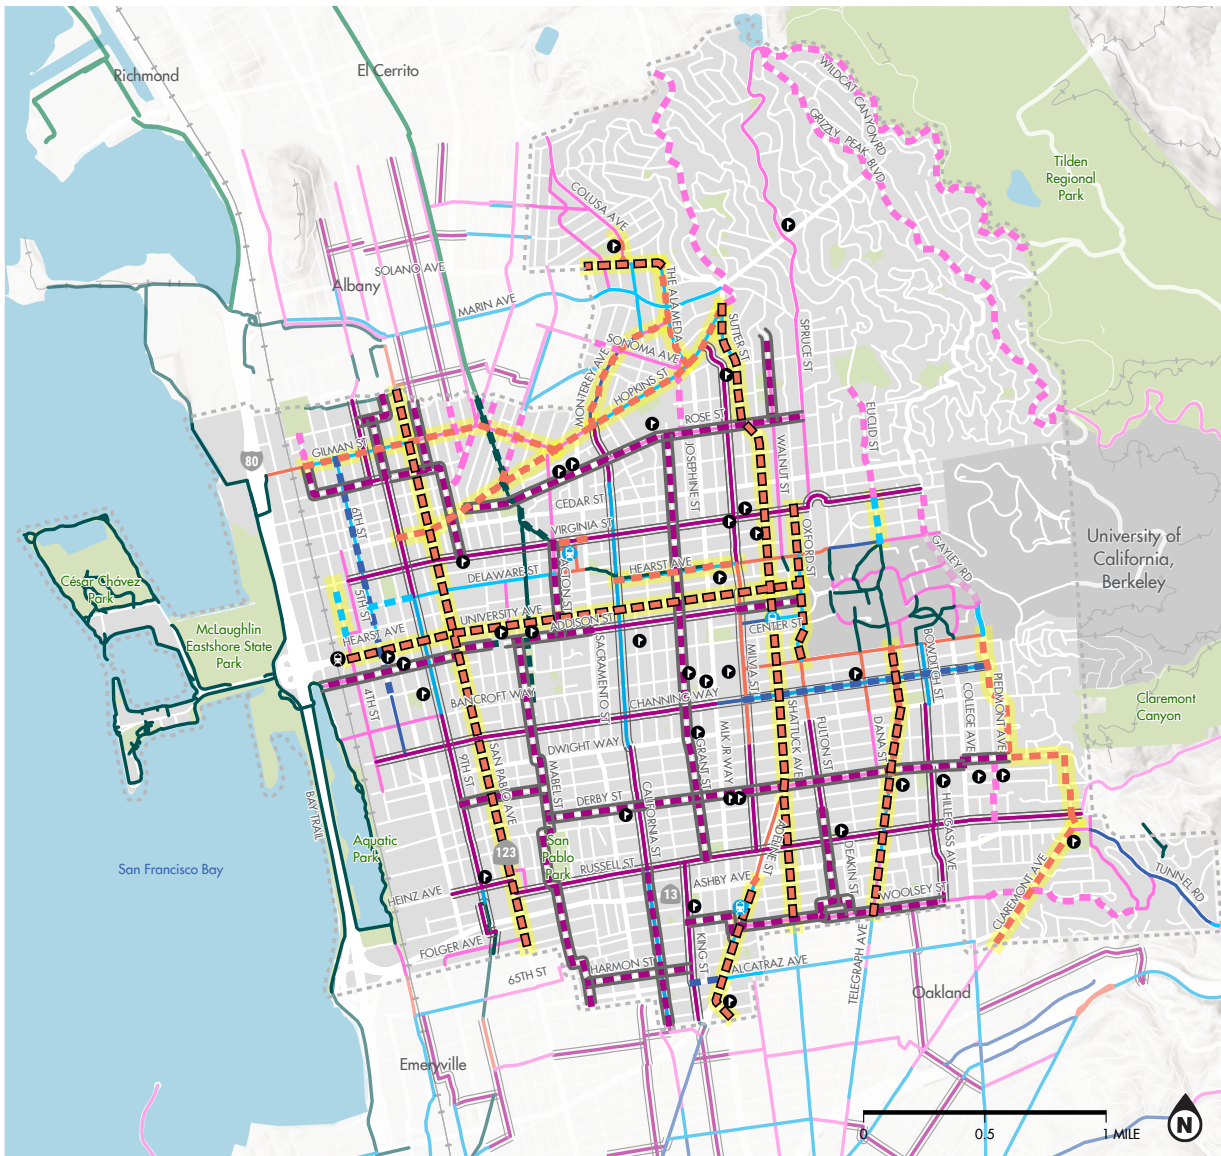 Richmond
El Cerrito
WILDCAT CANYON RD
GRIZZLY PEAK BLVD
Tilden
Regional
Park
COLUSA AVE
SOLANO AVE
Albany
THE ALAMEDA
MARIN AVE
SUTTER ST
SPRUCE ST
SONOMA AVE
MONTEREY AVE
HOPKINS ST
EUCLID ST
ROSE ST
GILMAN ST
80
JOSEPHINE ST
WALNUT ST
CEDAR ST
6TH ST
VIRGINIA ST
OXFORD ST
GAYLEY RD
University of
California,
Berkeley
César Chávez
Park
DELAWARE ST
ACTON ST
HEARST AVE
5TH ST
UNIVERSITY AVE
ADDISON ST
CENTER ST
McLaughlin
Eastshore State
Park
HEARST AVE
BOWDITCH ST
SACRAMENTO ST
MILVIA ST
4TH ST
BANCROFT WAY
CHANNING WAY
COLLEGE AVE
PIEDMONT AVE
Claremont
Canyon
SHATTUCK AVE
FULTON ST
DANA ST
9TH ST
SAN PABLO AVE
DWIGHT WAY
GRANT ST
MLK JR WAY
MABEL ST
DERBY ST
CALIFORNIA ST
HILLEGASS AVE
BAY TRAIL
Aquatic
Park
123
San
Pablo
Park
ADELINE ST
DEAKIN ST
San Francisco Bay
RUSSELL ST
ASHBY AVE
HEINZ AVE
13
WOOLSEY ST
CLAREMONT AVE
TUNNEL RD
FOLGER AVE
65TH ST
HARMON ST
KING ST
ALCATRAZ AVE
TELEGRAPH AVE
Oakland
Emeryville
0
0.5
1 MILE
N